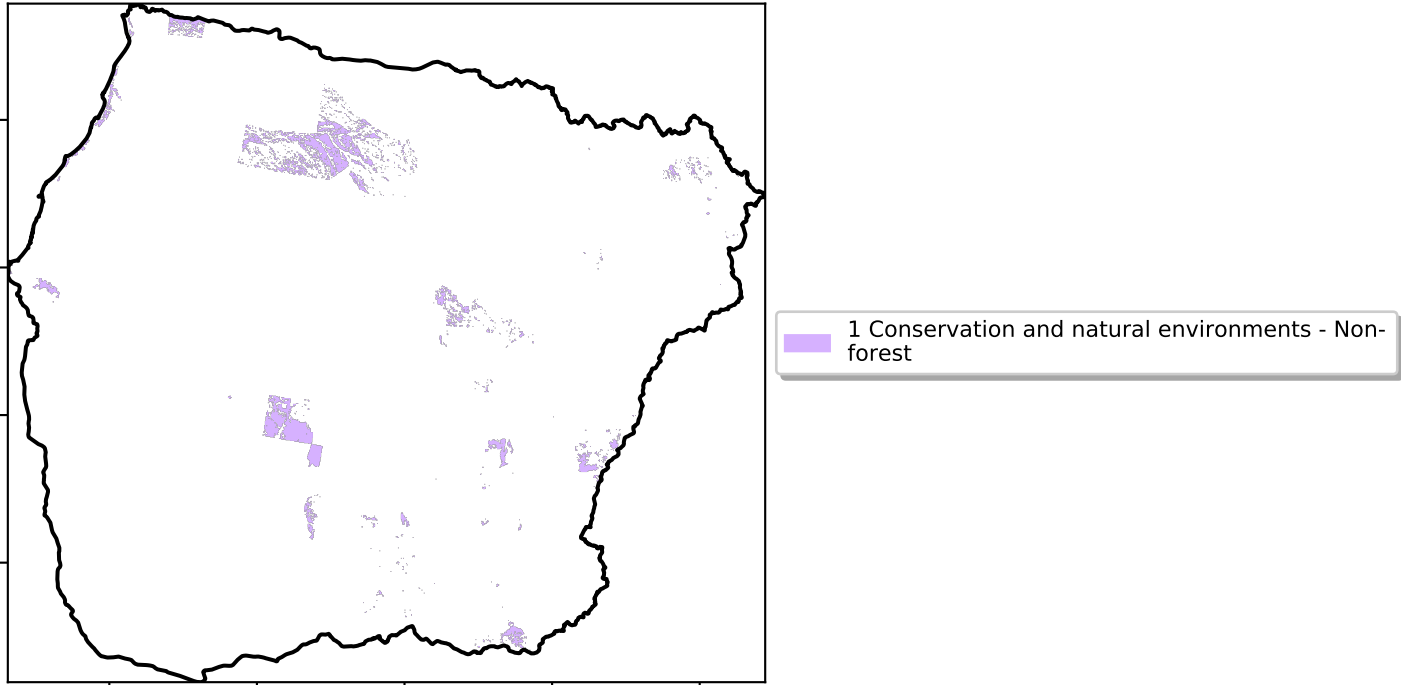 1 Conservation and natural environments - Non-
forest